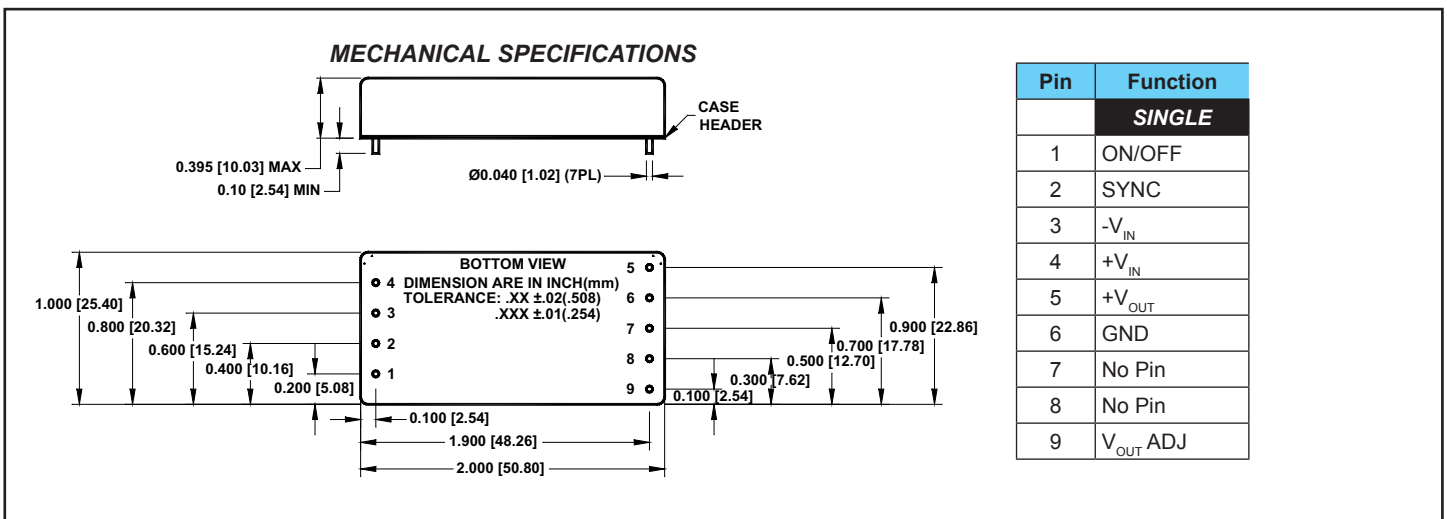 MECHANICAL SPECIFICATIONS
CASE
HEADER
0.395 [10.03] MAX
0.10 [2.54] MIN
Ø0.040 [1.02] (7PL)
BOTTOM VIEW
DIMENSION ARE IN INCH(mm)
TOLERANCE: .XX ±.02(.508)
.XXX ±.01(.254)
4
3
2
1
5
6
7
8
9
1.000 [25.40]
0.800 [20.32]
0.600 [15.24]
0.400 [10.16]
0.200 [5.08]
0.900 [22.86]
0.700 [17.78]
0.500 [12.70]
0.300 [7.62]
0.100 [2.54]
0.100 [2.54]
1.900 [48.26]
2.000 [50.80]
Pin Function
SINGLE
1 ON/OFF
2 SYNC
3 -VIN
4 +VIN
5 +VOUT
6 GND
7 No Pin
8 No Pin
9 VOUT ADJ